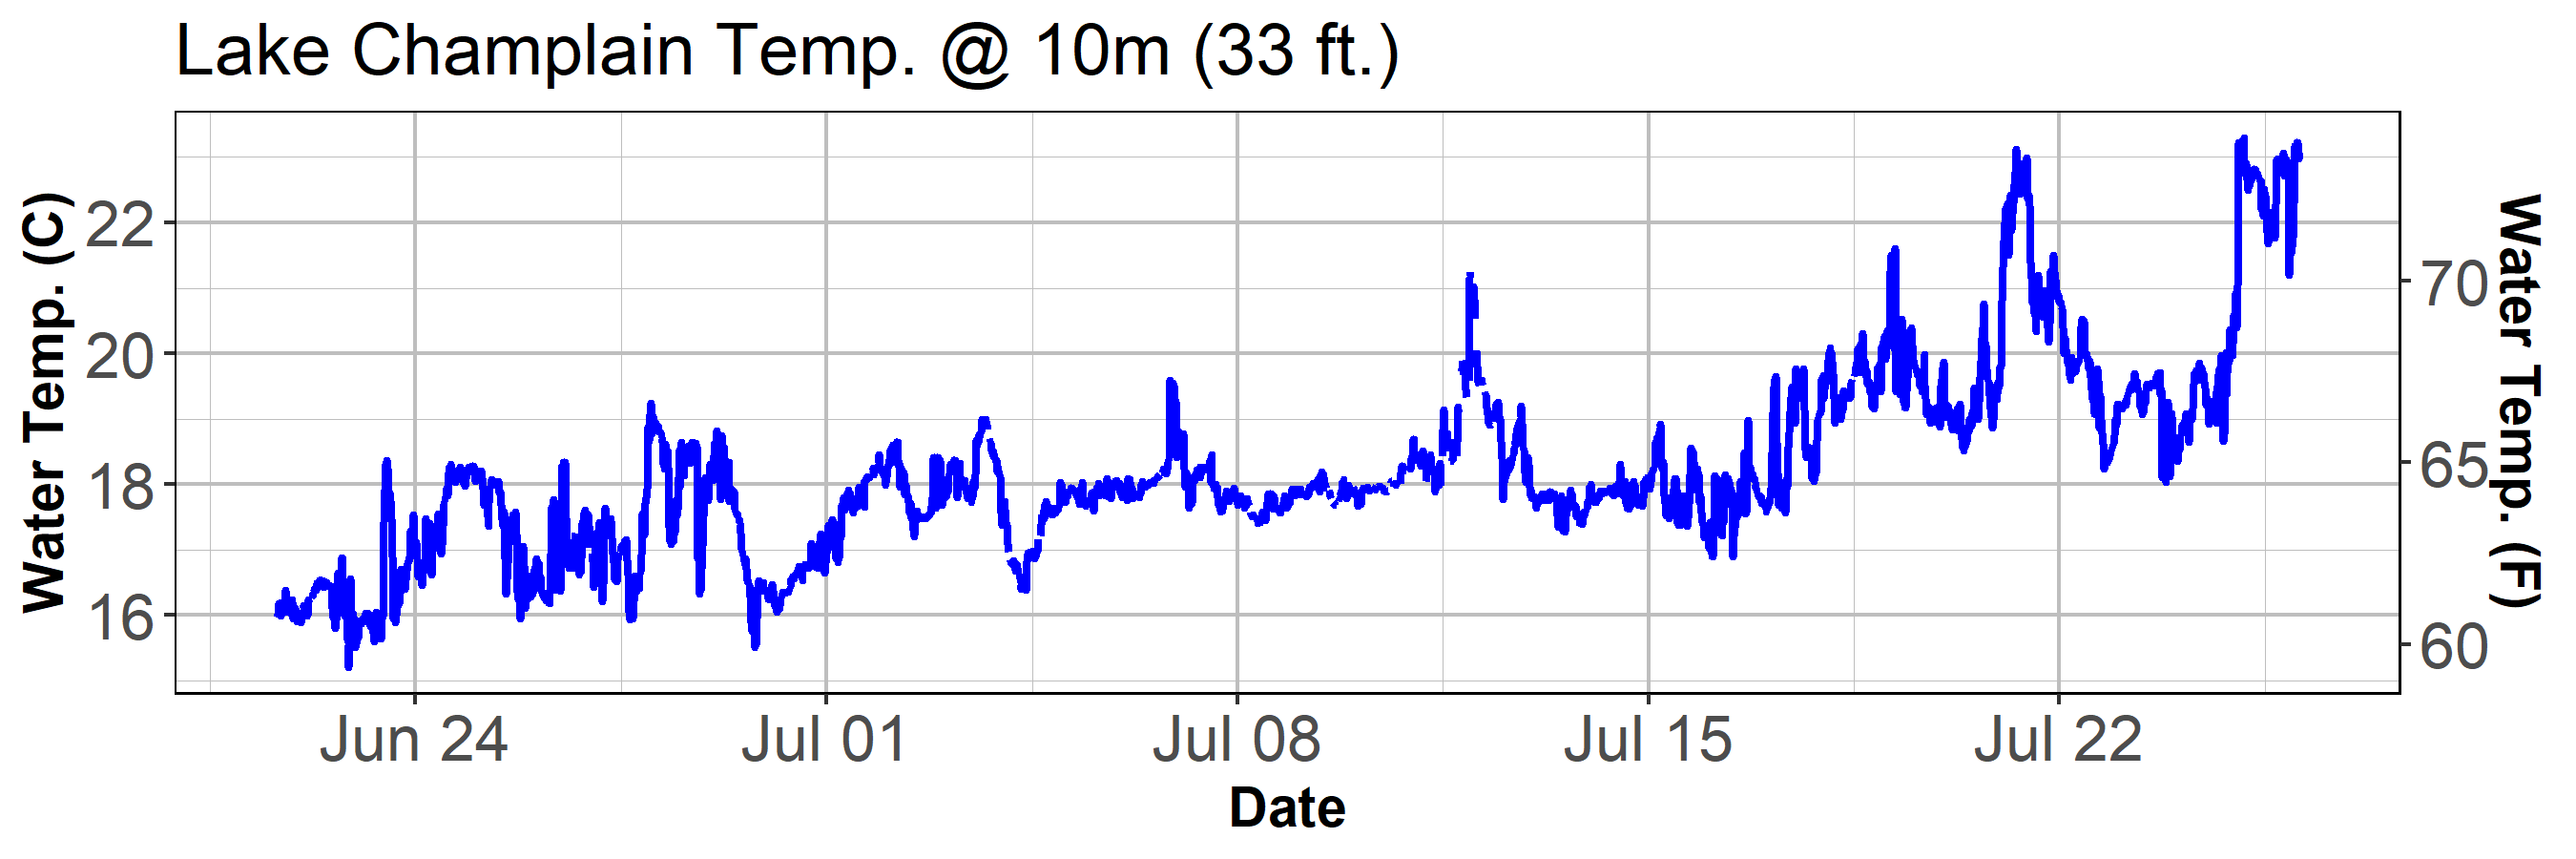 Lake Champlain Temp. @ 10m (33 ft.)
Water Temp. (C)
22
20
18
16
70
65
60
Water Temp. (F)
Jun 24 Jul 01 Jul 08 Jul 15 Jul 22
Date